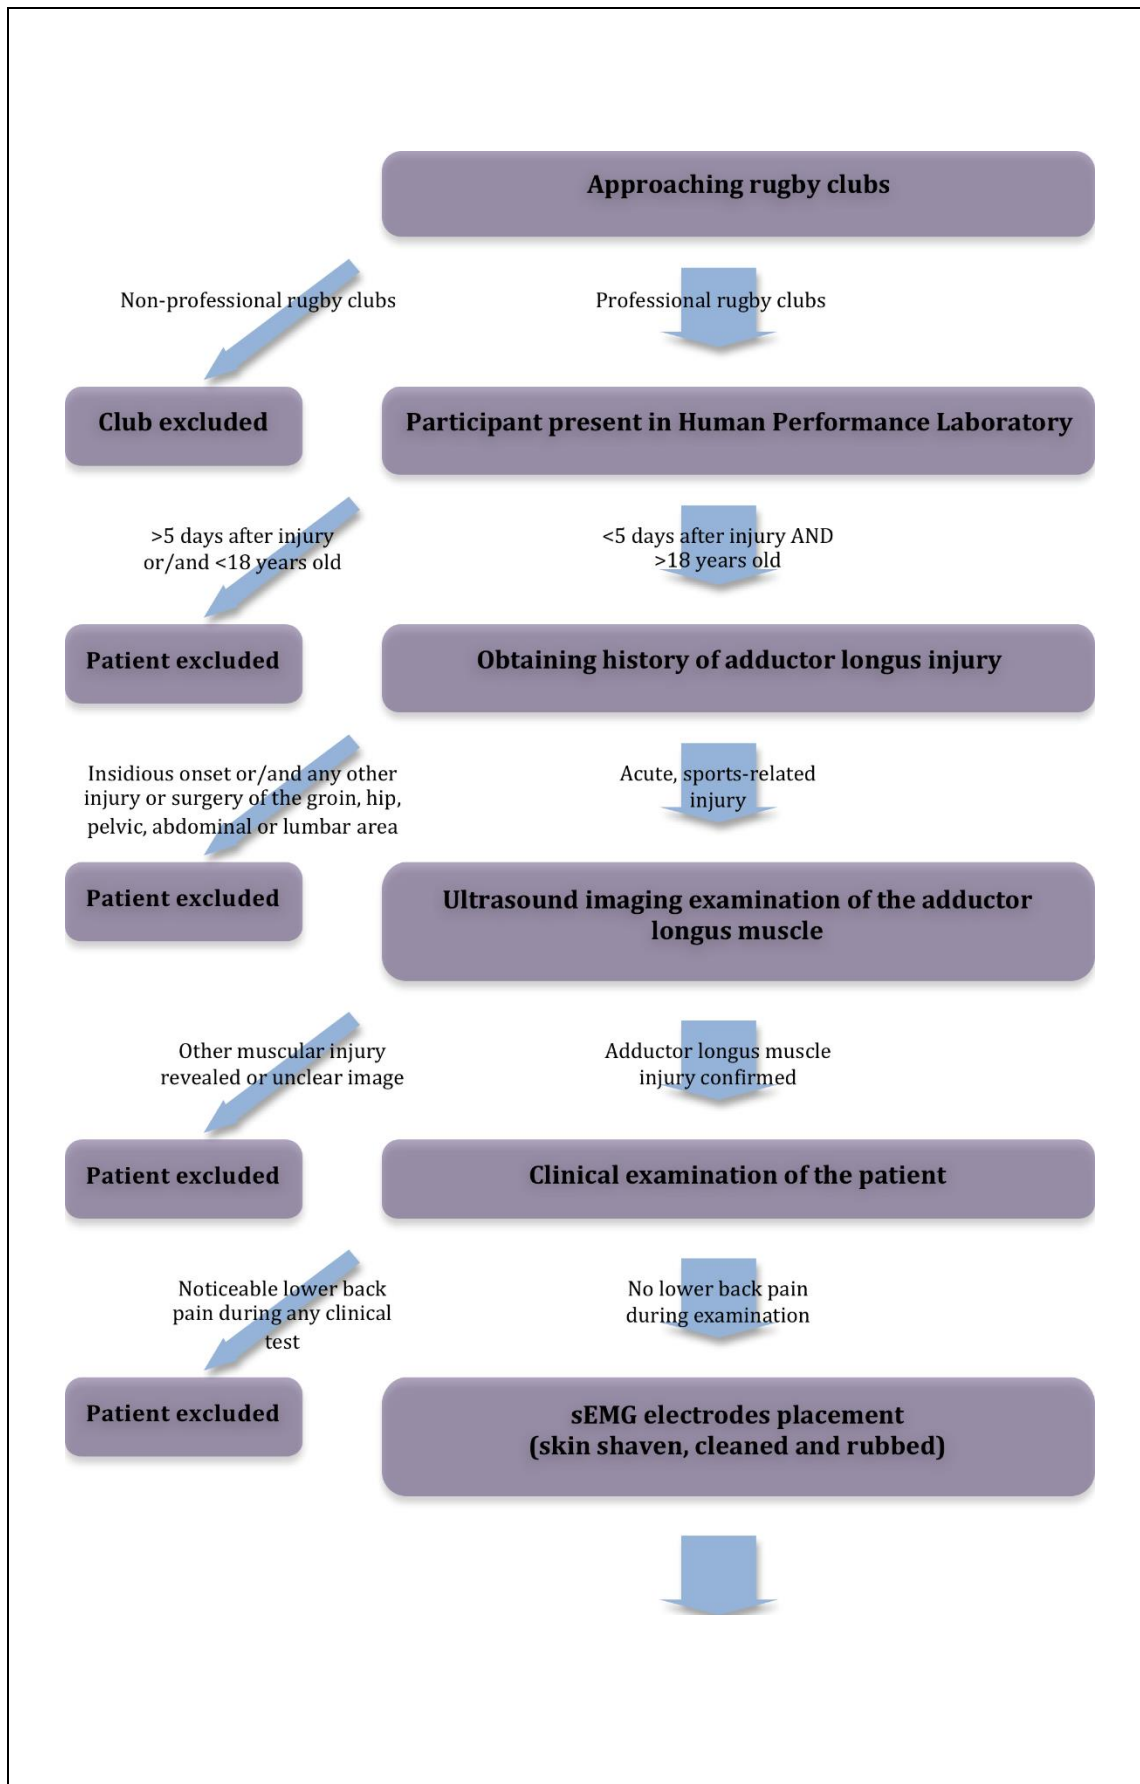 Approaching rugby clubs
Non-professional rugby clubs
Professional rugby clubs
Club excluded
Participant present in Human Performance Laboratory
>5 days after injury
or/and <18 years old
<5 days after injury AND
>18 years old
Patient excluded
Obtaining history of adductor longus injury
Insidious onset or/and any other
injury or surgery of the groin, hip,
pelvic, abdominal or lumbar area
Acute, sports-related
injury
Patient excluded
Ultrasound imaging examination of the adductor
longus muscle
Other muscular injury
revealed or unclear image
Adductor longus muscle
injury confirmed
Patient excluded
Clinical examination of the patient
Noticeable lower back
pain during any clinical
test
No lower back pain
during examination
Patient excluded
sEMG electrodes placement
(skin shaven, cleaned and rubbed)